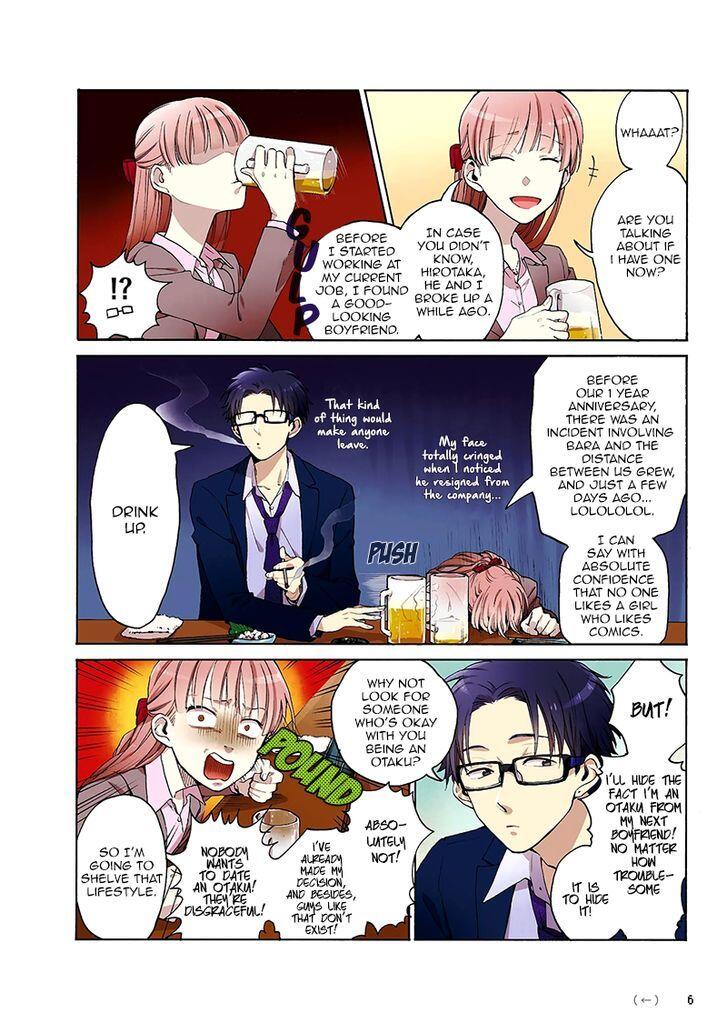 WHAAAT?
ARE YOU
TALKING
ABOUT IF
I HAVE ONE
NOW?
IN CASE
YOU DIDN'T
KNOW,
HIROTAKA,
HE AND I
BROKE UP A
WHILE AGO.
BEFORE
I STARTED
WORKING AT
MY CURRENT
JOB, I FOUND
A GOOD-
LOOKING
BOYFRIEND.
GULP
!?
BEFORE
OUR 1 YEAR
ANNIVERSARY,
THERE WAS AN
INCIDENT INVOLVING
BARA AND THE
DISTANCE
BETWEEN US GREW,
AND JUST A FEW
DAYS AGO...
LOLOLOLOL.
I CAN
SAY WITH
ABSOLUTE
CONFIDENCE
THAT NO ONE
LIKES A GIRL
WHO LIKES
COMICS.
My face
totally cringed
when I noticed
he resigned from
the company...
That kind
of thing would
make anyone
leave.
PUSH
DRINK
UP.
BUT!
I'LL HIDE THE
FACT I'M AN
OTAKU FROM
MY NEXT
BOYFRIEND!
NO MATTER
HOW
TROUBLE-
SOME
IT IS
TO HIDE
IT!
WHY NOT
LOOK FOR
SOMEONE
WHO'S OKAY
WITH YOU
BEING AN
OTAKU?
ABSO-
LUTELY
NOT!
POUND
I'VE
ALREADY
MADE MY
DECISION,
AND BESIDES,
GUYS LIKE
THAT DON'T
EXIST!
NOBODY
WANTS
TO DATE
AN OTAKU!
THEY'RE
DISGRACEFUL!
SO I'M
GOING TO
SHELVE THAT
LIFESTYLE.
(←) 6